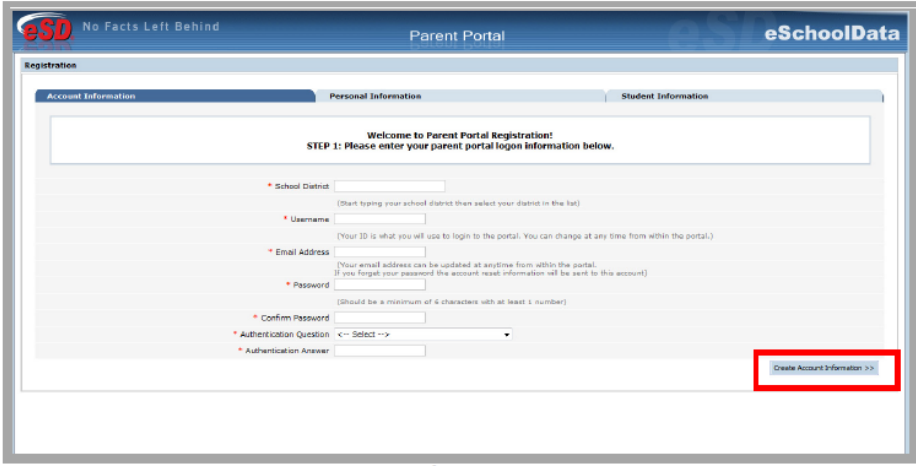 eSD No Facts Left Behind
Parent Portal
eSchoolData
Registration
Account Information
Personal Information
Student Information
Welcome to Parent Portal Registration!
STEP 1: Please enter your parent portal logon information below.
* School District
(Start typing your school district then select your district in the list)
* Username
(Your ID is what you will use to login to the portal. You can change at any time from within the portal.)
* Email Address
(Your email address can be updated at anytime from within the portal.
If you forget your password the account reset information will be sent to this account)
* Password
(Should be a minimum of 6 characters with at least 1 number)
* Confirm Password
* Authentication Question <-- Select -->
* Authentication Answer
Create Account Information >>